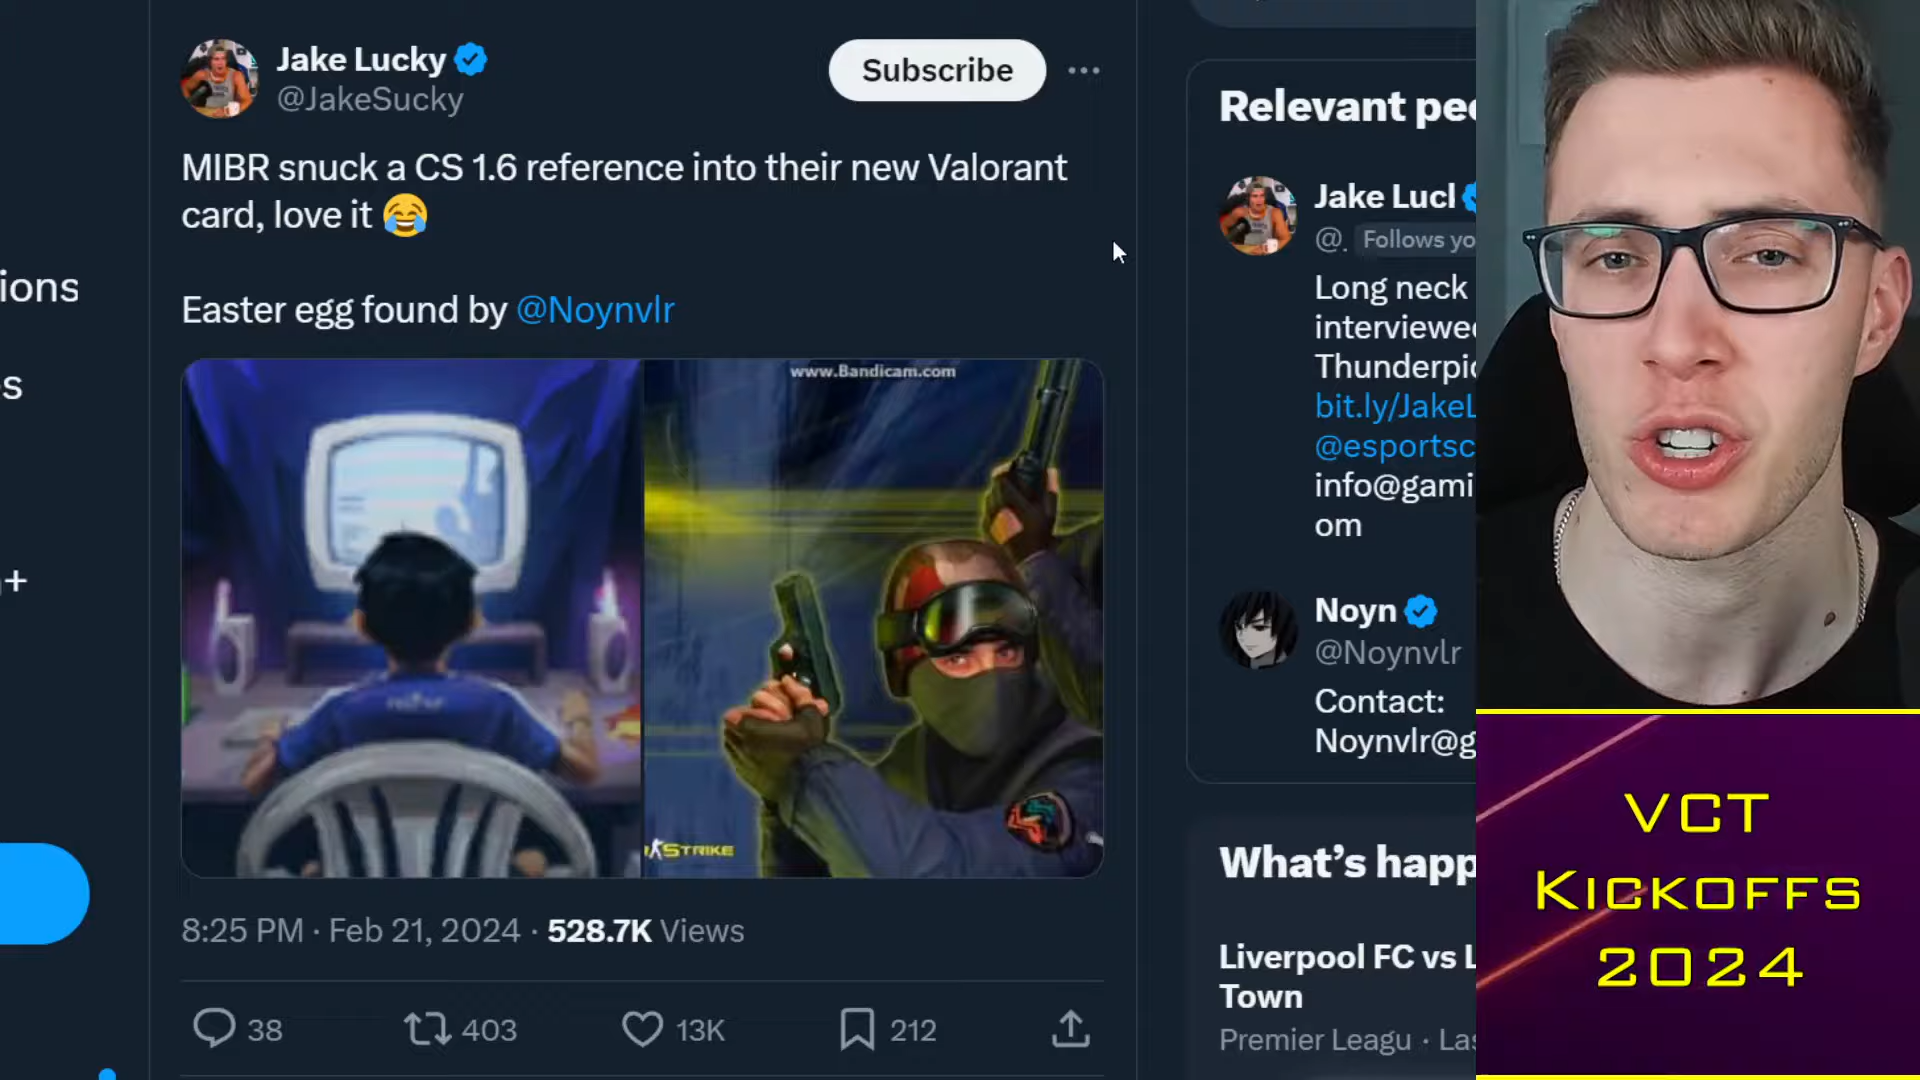 Jake Lucky
@JakeSucky
Subscribe
MIBR snuck a CS 1.6 reference into their new Valorant
card, love it 😂
Easter egg found by @Noynvlr
www.Bandicam.com
STRIKE
8:25 PM · Feb 21, 2024 · 528.7K Views
38
403
13K
212
ions
s
+
Relevant pe
Jake Lucl
@.
Follows yo
Long neck
interviewe
Thunderpi
bit.ly/JakeL
@esportsc
info@gami
om
Noyn
@Noynvlr
Contact:
Noynvlr@g
What's happ
Liverpool FC vs L
Town
Premier Leagu · Las
VCT
KICKOFFS
2024